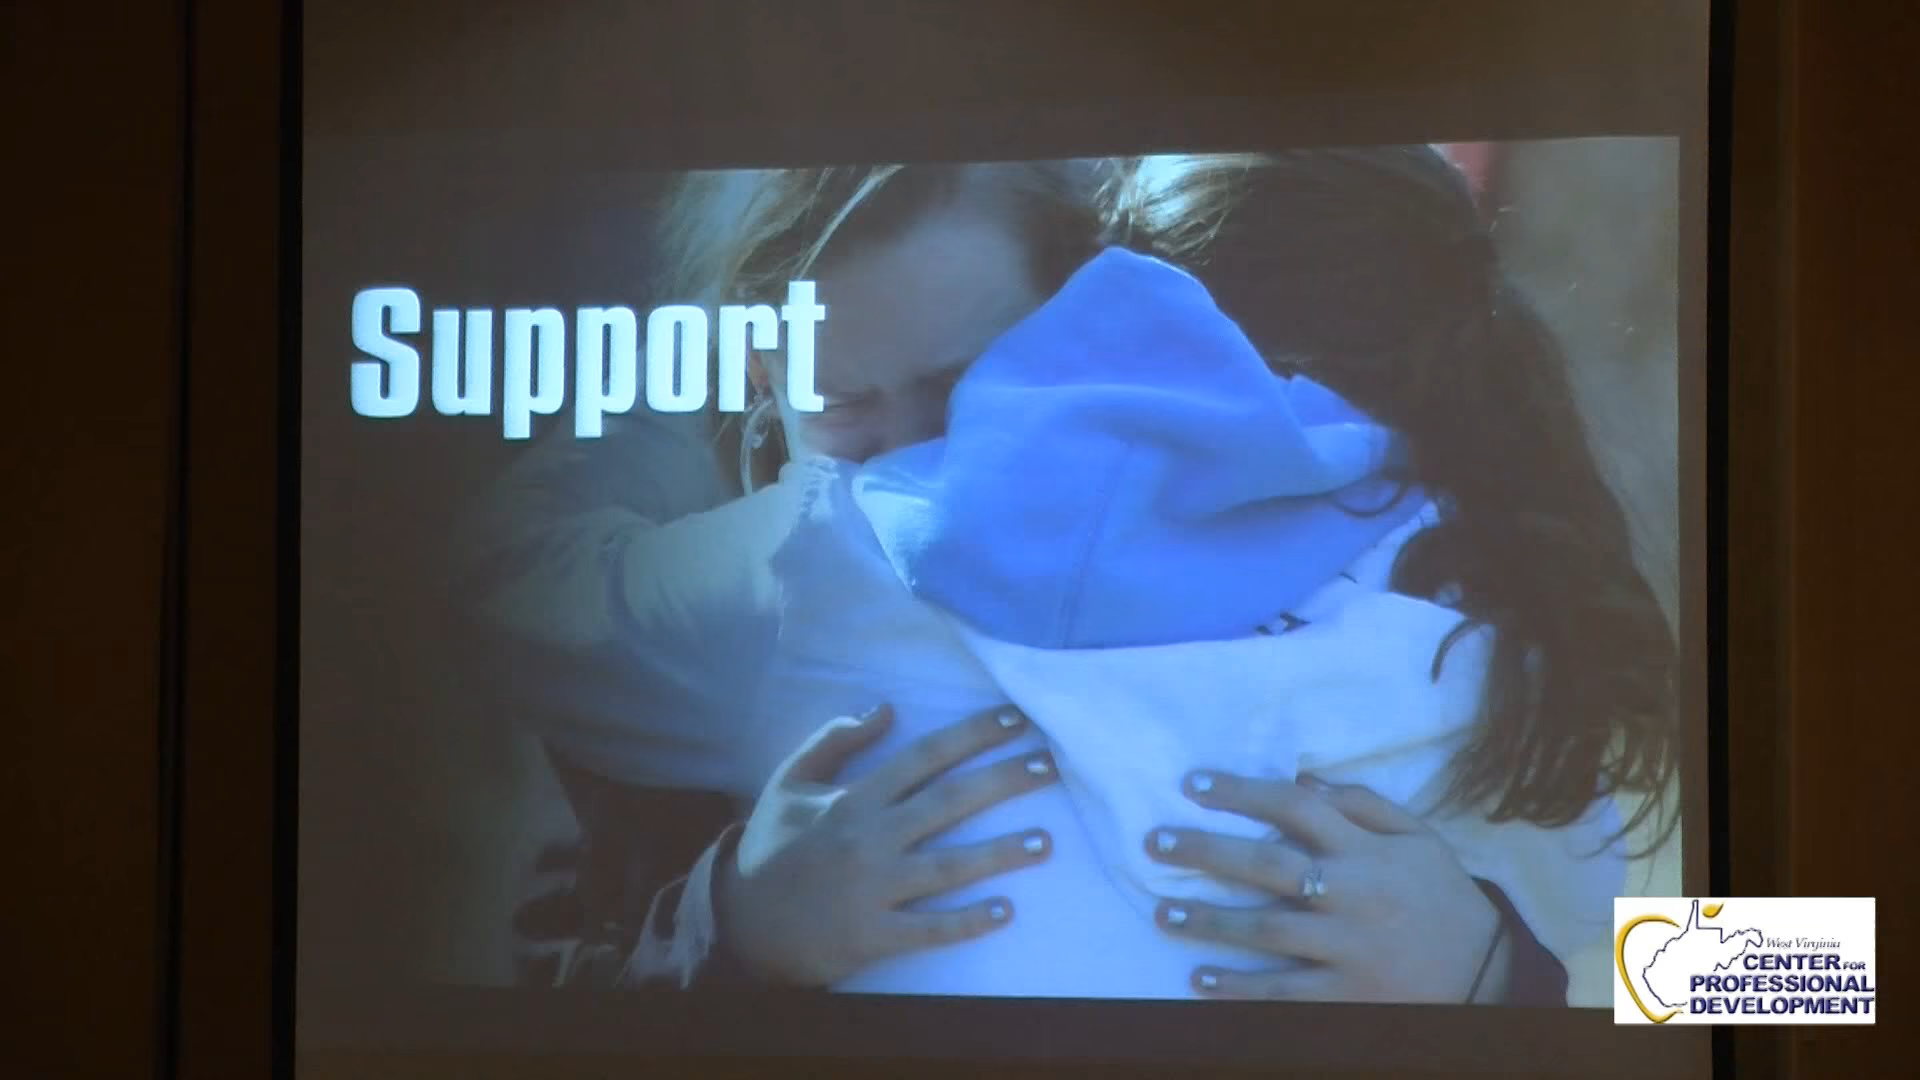 Support
West Virginia
CENTER FOR
PROFESSIONAL
DEVELOPMENT